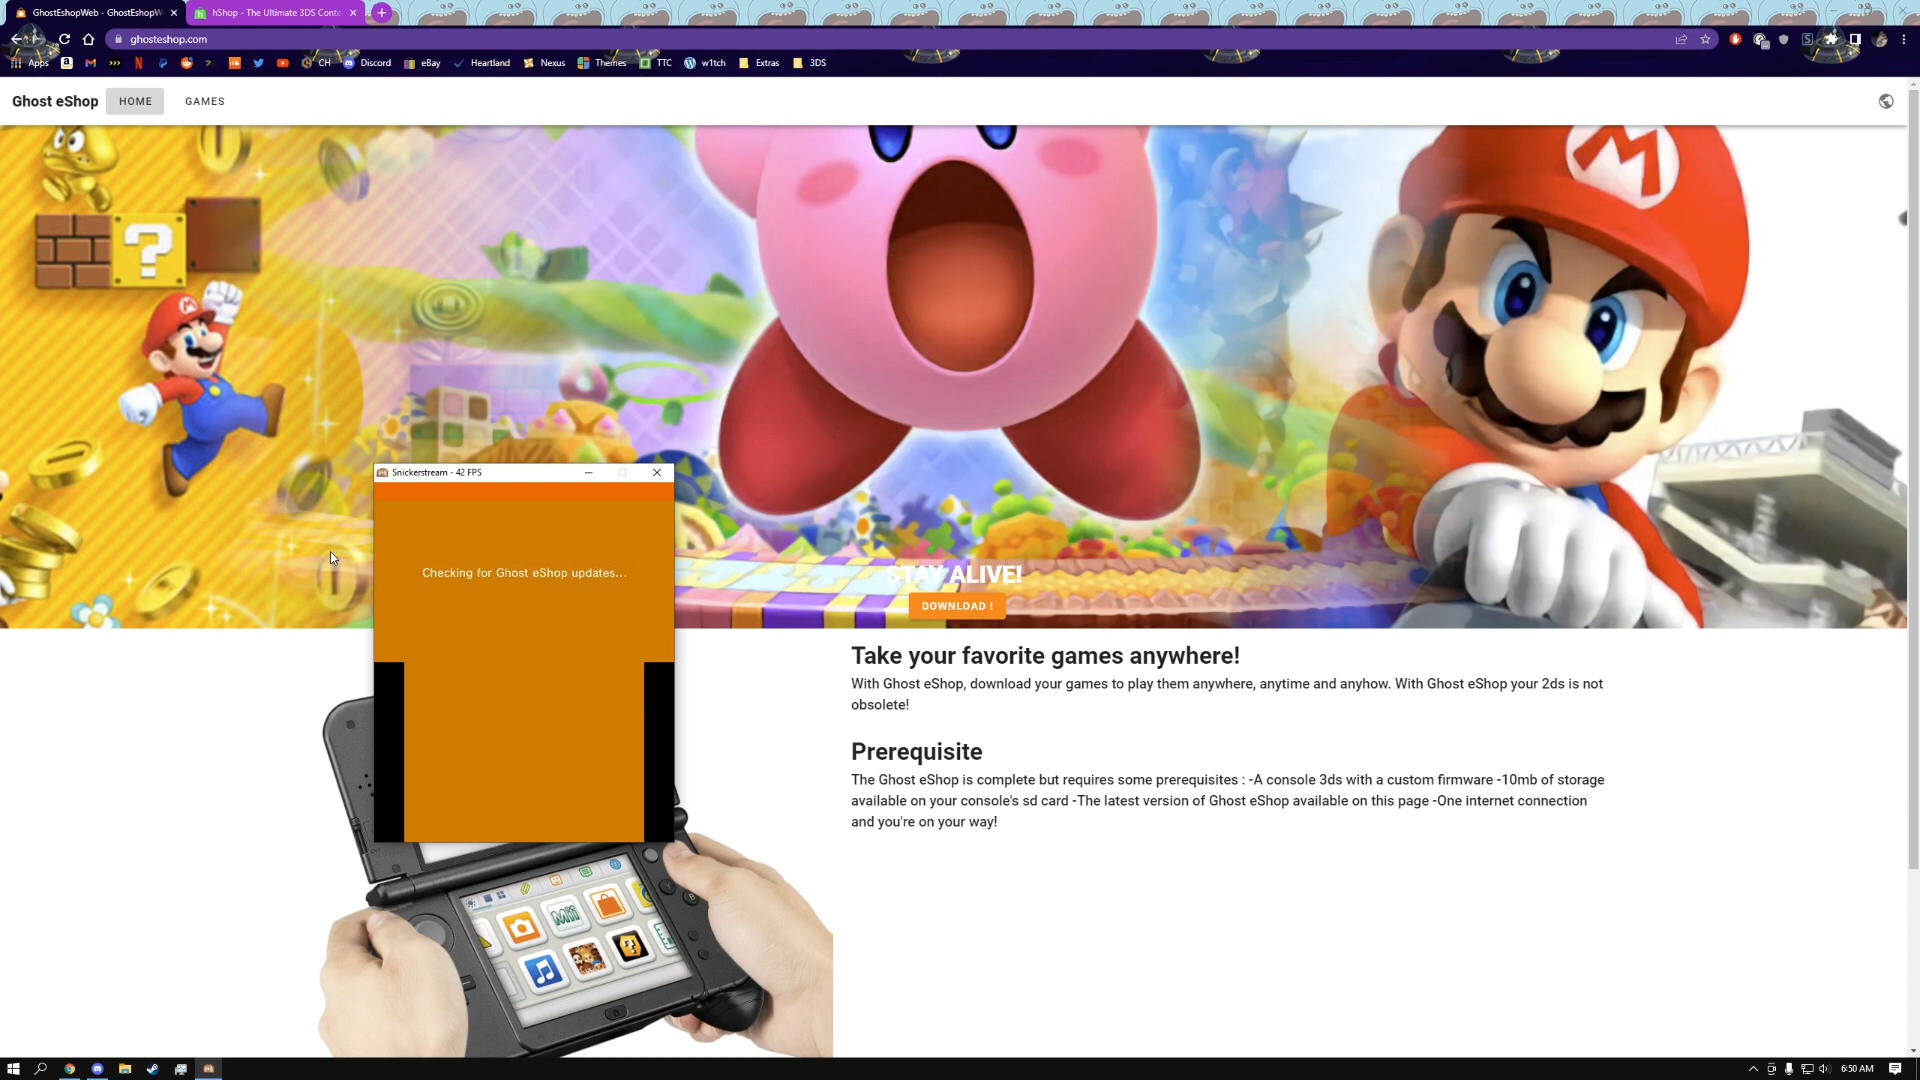 GhostEshopWeb - GhostEshopW
hShop - The Ultimate 3DS Conte
ghosteshop.com
Apps
CH
Discord
eBay
Heartland
Nexus
Themes
TTC
w1tch
Extras
3DS
Ghost eShop
HOME
GAMES
Snickerstream - 42 FPS
Checking for Ghost eShop updates...
STAY ALIVE!
DOWNLOAD !
Take your favorite games anywhere!
With Ghost eShop, download your games to play them anywhere, anytime and anyhow. With Ghost eShop your 2ds is not
obsolete!
Prerequisite
The Ghost eShop is complete but requires some prerequisites : -A console 3ds with a custom firmware -10mb of storage
available on your console's sd card -The latest version of Ghost eShop available on this page -One internet connection
and you're on your way!
Mii
6:50 AM